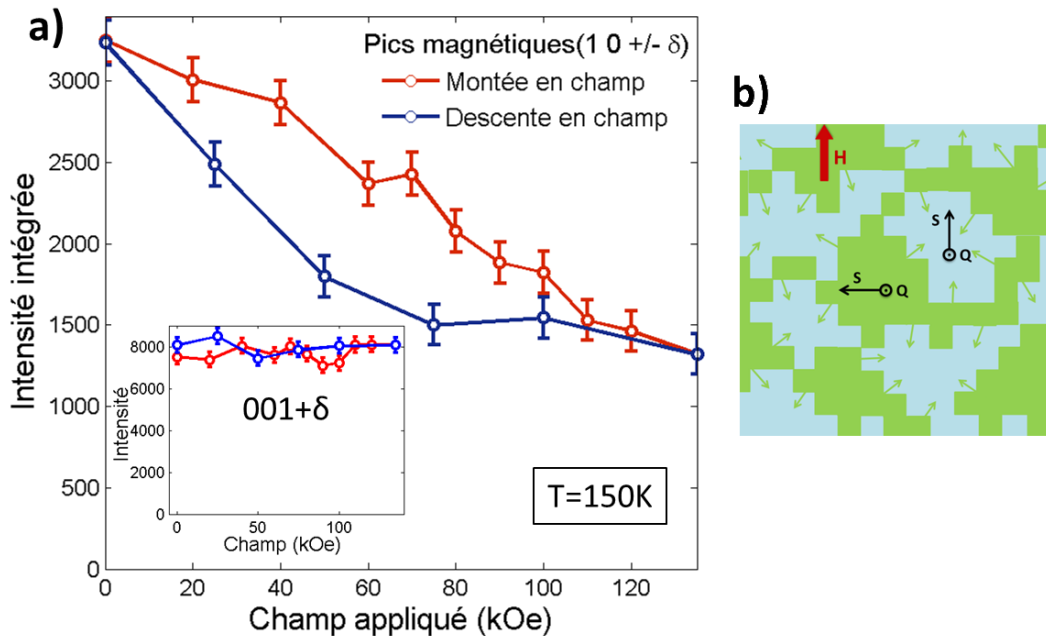 a)
Pics magnétiques(1 0 +/- δ)
Montée en champ
Descente en champ
Intensité intégrée
3000
2500
2000
1500
1000
500
0
0 20 40 60 80 100 120
Champ appliqué (kOe)
T=150K
Intensité
8000
6000
4000
2000
0
001+δ
0 50 100
Champ (kOe)
b)
H
S
Q
S
Q